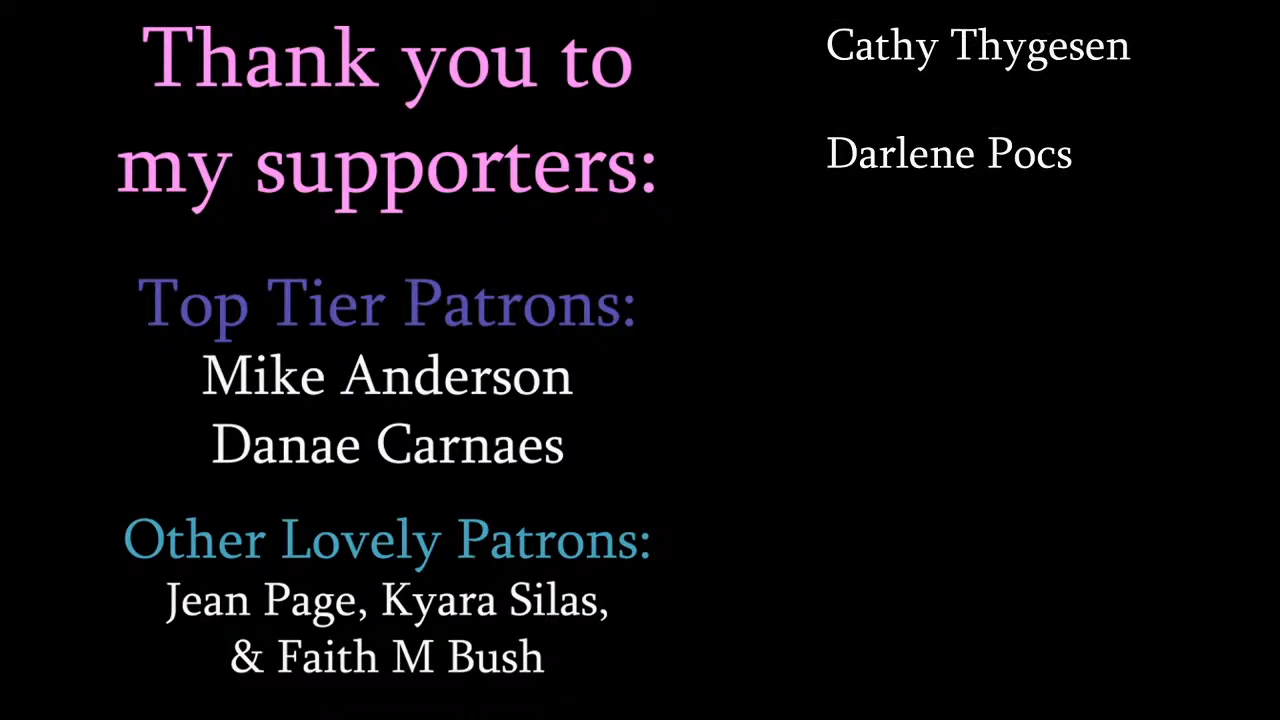 Thank you to
my supporters:
Top Tier Patrons:
Mike Anderson
Danae Carnaes
Other Lovely Patrons:
Jean Page, Kyara Silas,
& Faith M Bush
Cathy Thygesen
Darlene Pocs